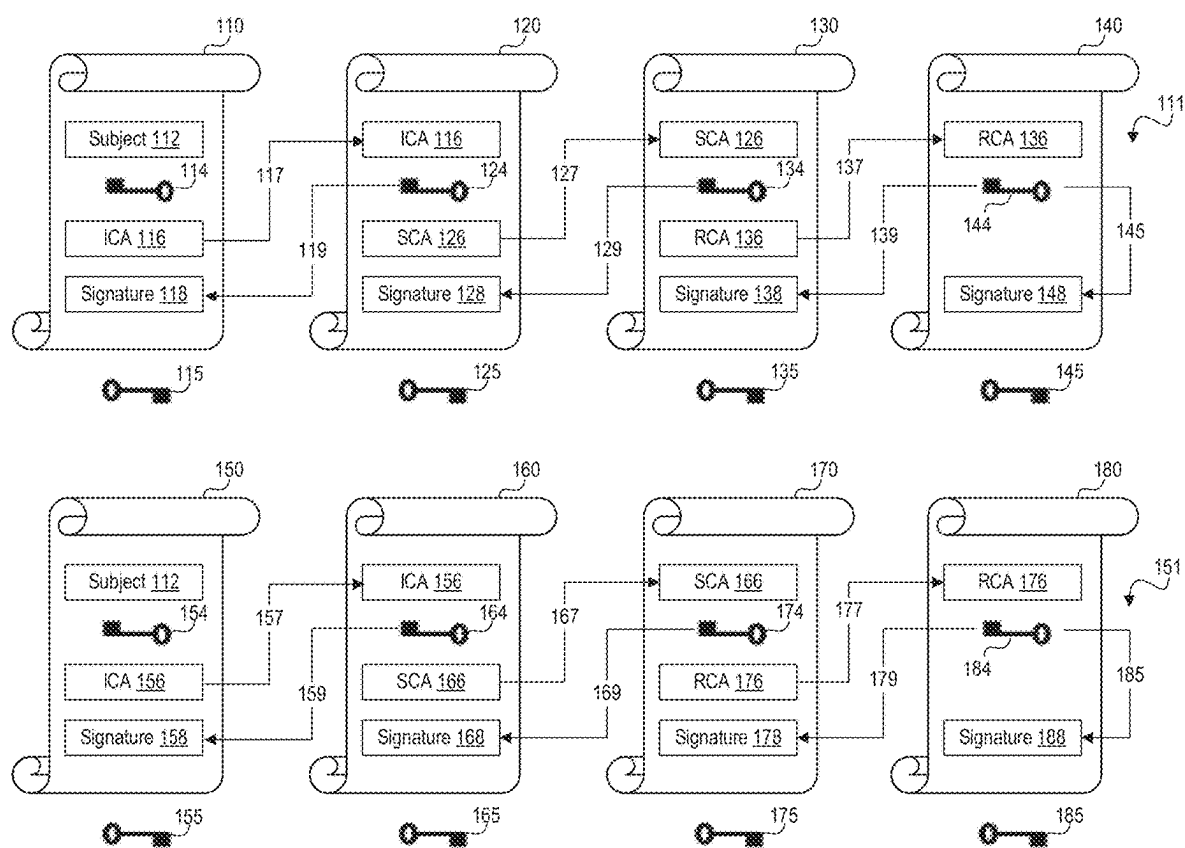 110 120 130 140
111
Subject 112 ICA 116 SCA 126 RCA 136
114 117 124 127 134 137
144 145
ICA 116 119 SCA 126 129 RCA 136 139
Signature 118 Signature 128 Signature 138 Signature 148
115 125 135 145
150 160 170 180
151
Subject 112 ICA 156 SCA 166 RCA 176
154 157 164 167 174 177
184 185
ICA 156 159 SCA 166 169 RCA 176 179
Signature 158 Signature 168 Signature 178 Signature 188
155 165 175 185